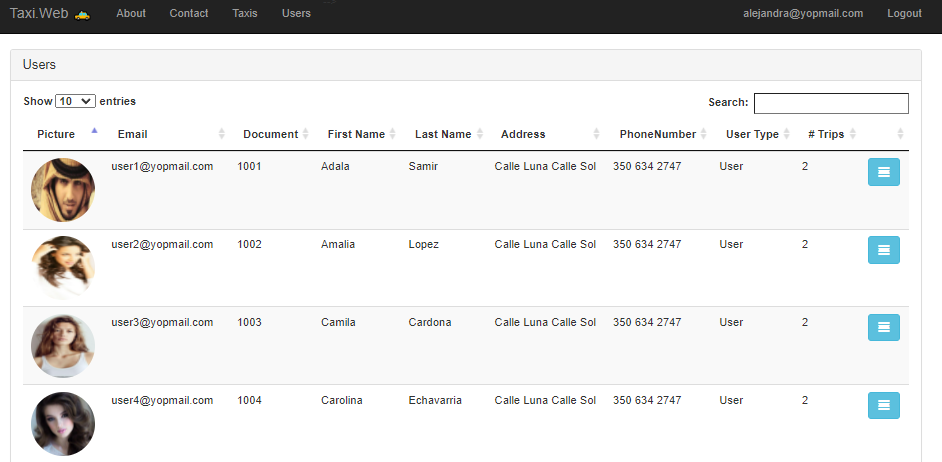 Taxi.Web About Contact Taxis Users alejandra@yopmail.com Logout
Users
Show 10 entries Search:
Picture Email Document First Name Last Name Address PhoneNumber User Type # Trips
user1@yopmail.com 1001 Adala Samir Calle Luna Calle Sol 350 634 2747 User 2
user2@yopmail.com 1002 Amalia Lopez Calle Luna Calle Sol 350 634 2747 User 2
user3@yopmail.com 1003 Camila Cardona Calle Luna Calle Sol 350 634 2747 User 2
user4@yopmail.com 1004 Carolina Echavarria Calle Luna Calle Sol 350 634 2747 User 2